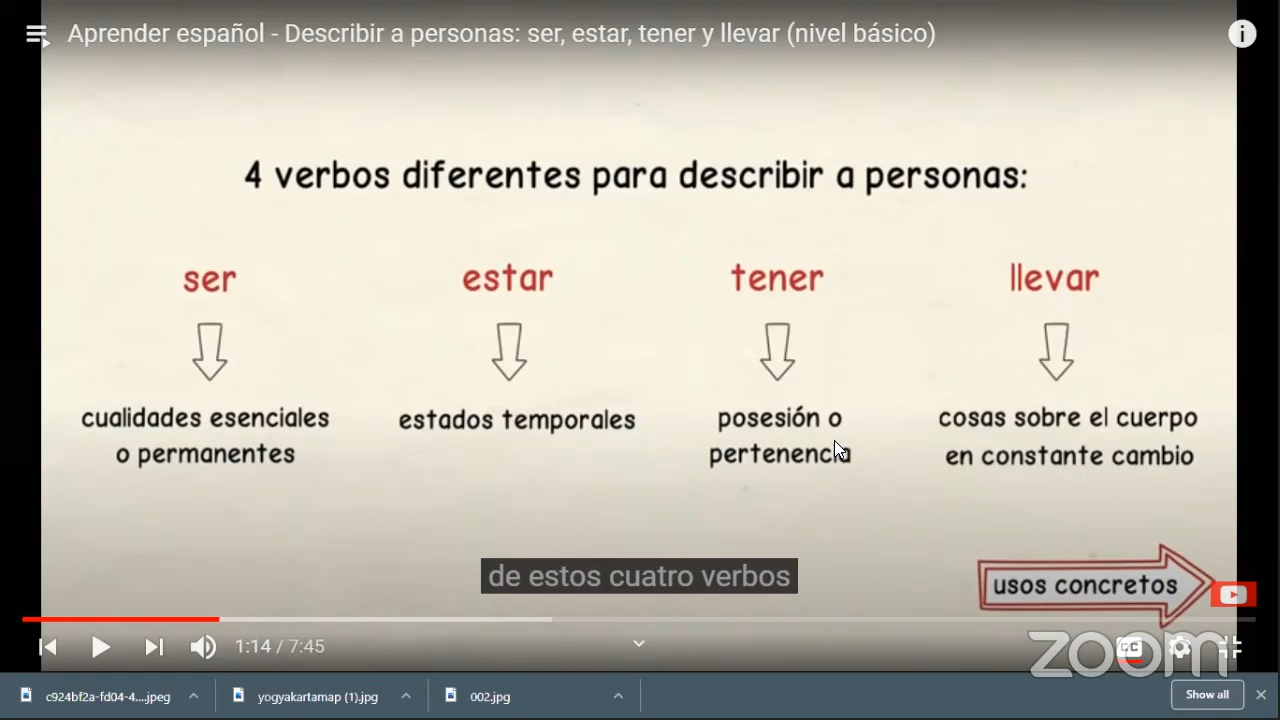 Aprender español - Describir a personas: ser, estar, tener y llevar (nivel básico)
4 verbos diferentes para describir a personas:
ser estar tener llevar
cualidades esenciales estados temporales posesión o cosas sobre el cuerpo
o permanentes pertenencia en constante cambio
de estos cuatro verbos
usos concretos
1:14 / 7:45
CC
zoom
c924bf2a-fd04-4....jpeg yogyakartamap (1).jpg 002.jpg Show all